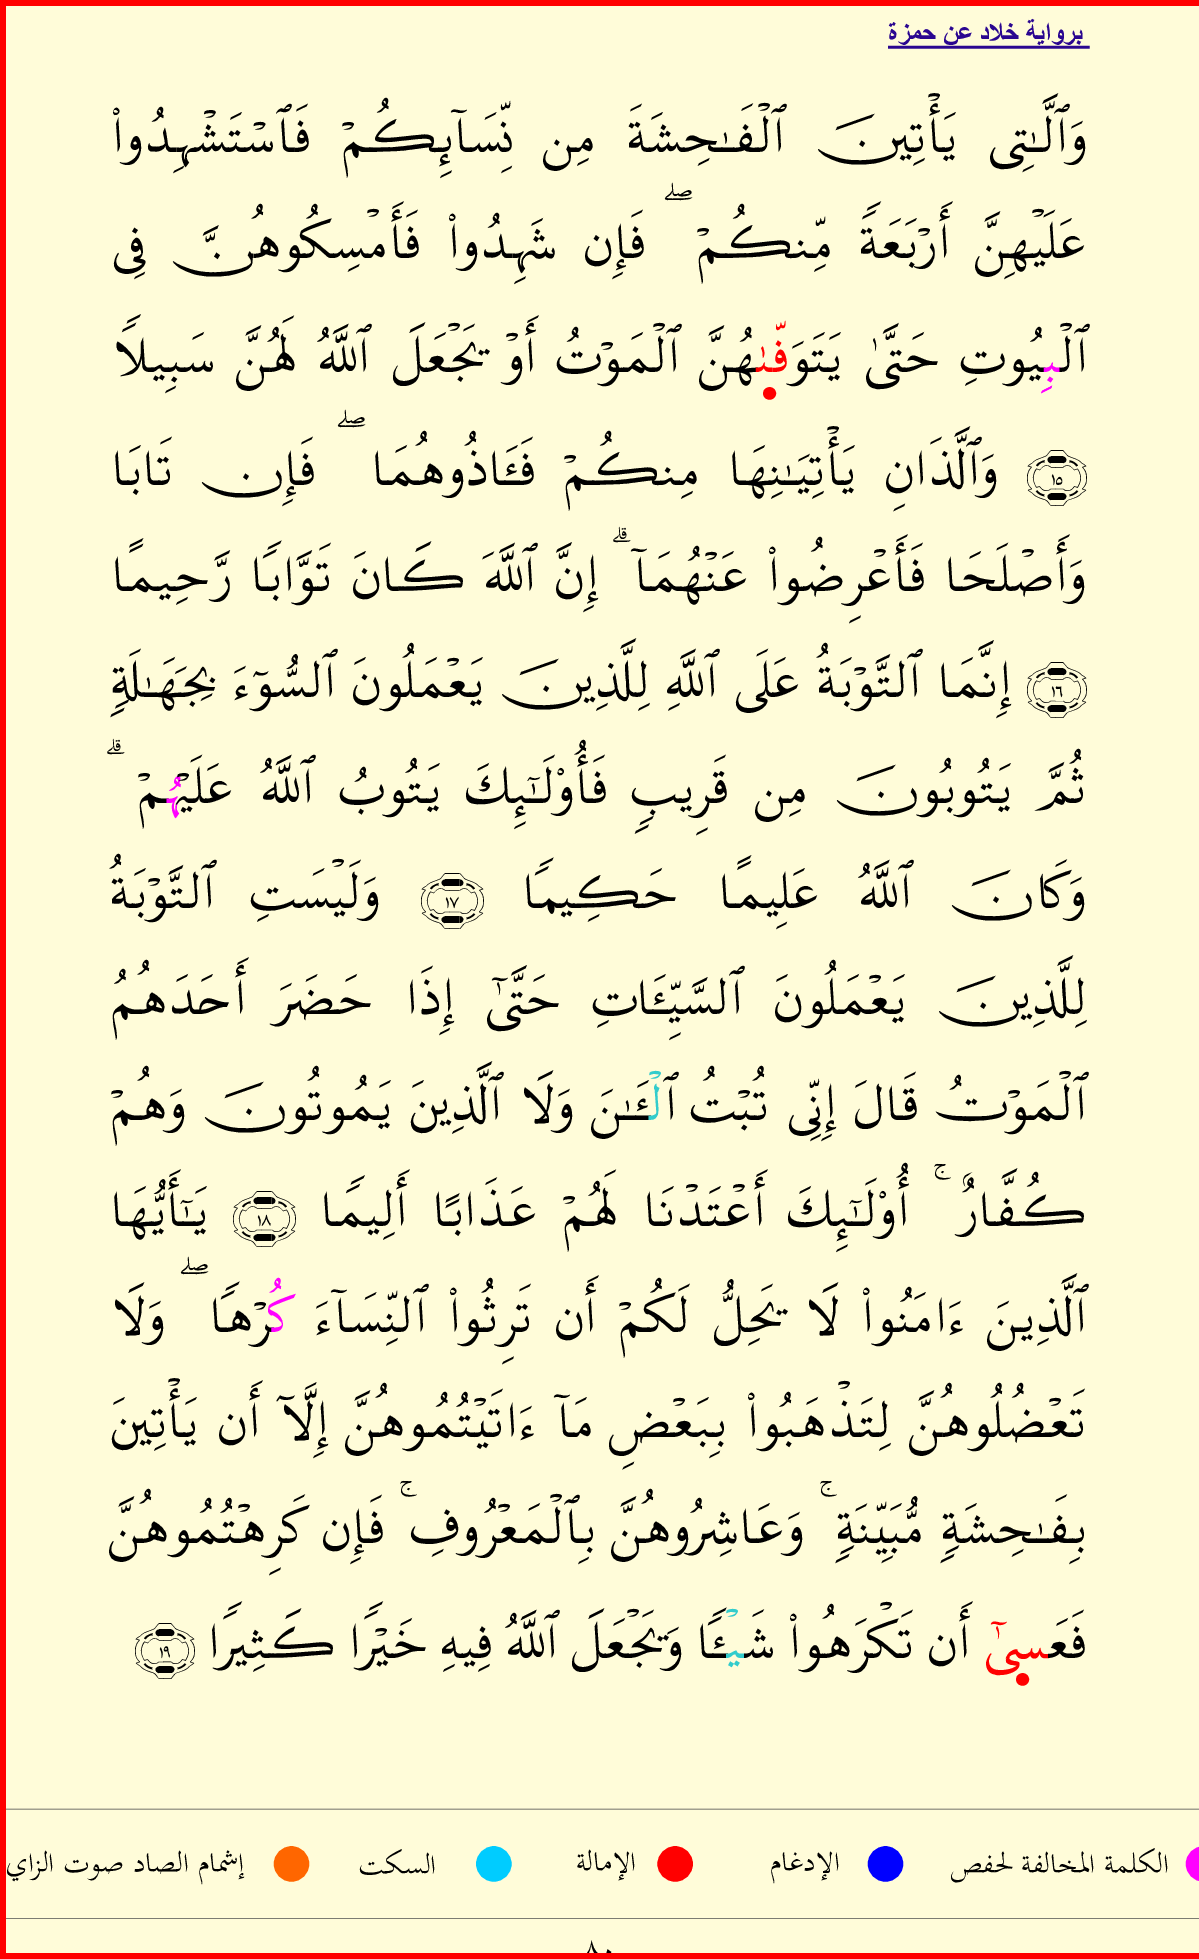 برواية خلاد عن حمزة
وَٱلَّـٰتِى يَأۡتِينَ ٱلۡفَـٰحِشَةَ مِن نِّسَآئِكُمۡ فَٱسۡتَشۡهِدُوا۟
عَلَيۡهِنَّ أَرۡبَعَةً مِّنكُمۡ ۖ فَإِن شَهِدُوا۟ فَأَمۡسِكُوهُنَّ فِى
ٱلۡبِيُوتِ حَتَّىٰ يَتَوَفَّىٰهُنَّ ٱلۡمَوۡتُ أَوۡ يَجۡعَلَ ٱللَّهُ لَهُنَّ سَبِيلًا
١٥ وَٱلَّذَانِ يَأۡتِيَـٰنِهَا مِنكُمۡ فَـَٔاذُوهُمَا ۖ فَإِن تَابَا
وَأَصۡلَحَا فَأَعۡرِضُوا۟ عَنۡهُمَآ ۗ إِنَّ ٱللَّهَ كَانَ تَوَّابًا رَّحِيمًا
١٦ إِنَّمَا ٱلتَّوۡبَةُ عَلَى ٱللَّهِ لِلَّذِينَ يَعۡمَلُونَ ٱلسُّوٓءَ بِجَهَـٰلَةٍ
ثُمَّ يَتُوبُونَ مِن قَرِيبٍ فَأُو۟لَـٰٓئِكَ يَتُوبُ ٱللَّهُ عَلَيۡهُمۡ ۗ
وَكَانَ ٱللَّهُ عَلِيمًا حَكِيمًا ١٧ وَلَيۡسَتِ ٱلتَّوۡبَةُ
لِلَّذِينَ يَعۡمَلُونَ ٱلسَّيِّـَٔاتِ حَتَّىٰٓ إِذَا حَضَرَ أَحَدَهُمُ
ٱلۡمَوۡتُ قَالَ إِنِّى تُبۡتُ ٱلۡـَٔـٰنَ وَلَا ٱلَّذِينَ يَمُوتُونَ وَهُمۡ
كُفَّارٌ ۚ أُو۟لَـٰٓئِكَ أَعۡتَدۡنَا لَهُمۡ عَذَابًا أَلِيمًا ١٨ يَـٰٓأَيُّهَا
ٱلَّذِينَ ءَامَنُوا۟ لَا يَحِلُّ لَكُمۡ أَن تَرِثُوا۟ ٱلنِّسَآءَ كُرۡهًا ۖ وَلَا
تَعۡضُلُوهُنَّ لِتَذۡهَبُوا۟ بِبَعۡضِ مَآ ءَاتَيۡتُمُوهُنَّ إِلَّآ أَن يَأۡتِينَ
بِفَـٰحِشَةٍ مُّبَيِّنَةٍ ۚ وَعَاشِرُوهُنَّ بِٱلۡمَعۡرُوفِ ۚ فَإِن كَرِهۡتُمُوهُنَّ
فَعَسىٰٓ أَن تَكۡرَهُوا۟ شَيۡـًٔا وَيَجۡعَلَ ٱللَّهُ فِيهِ خَيۡرًا كَثِيرًا ١٩
الكلمة المخالفة لحفص الإدغام الإمالة السكت إشمام الصاد صوت الزاي
٨٠